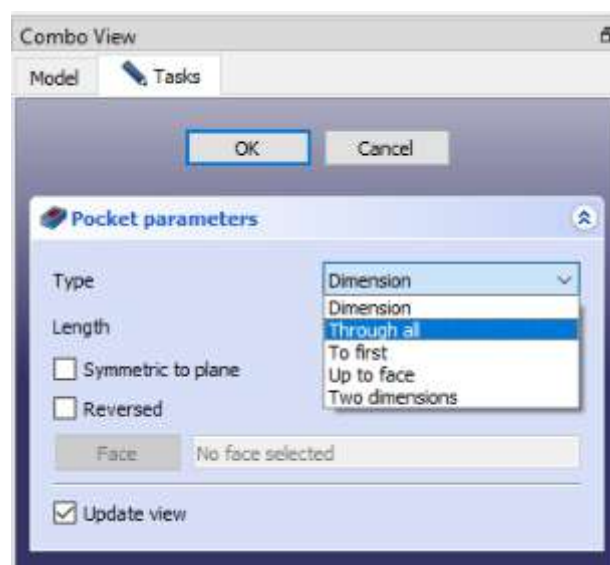 Combo View
Model Tasks
OK Cancel
Pocket parameters
Type Dimension
Dimension
Length Through all
To first
Symmetric to plane Up to face
Two dimensions
Reversed
Face No face selected
Update view